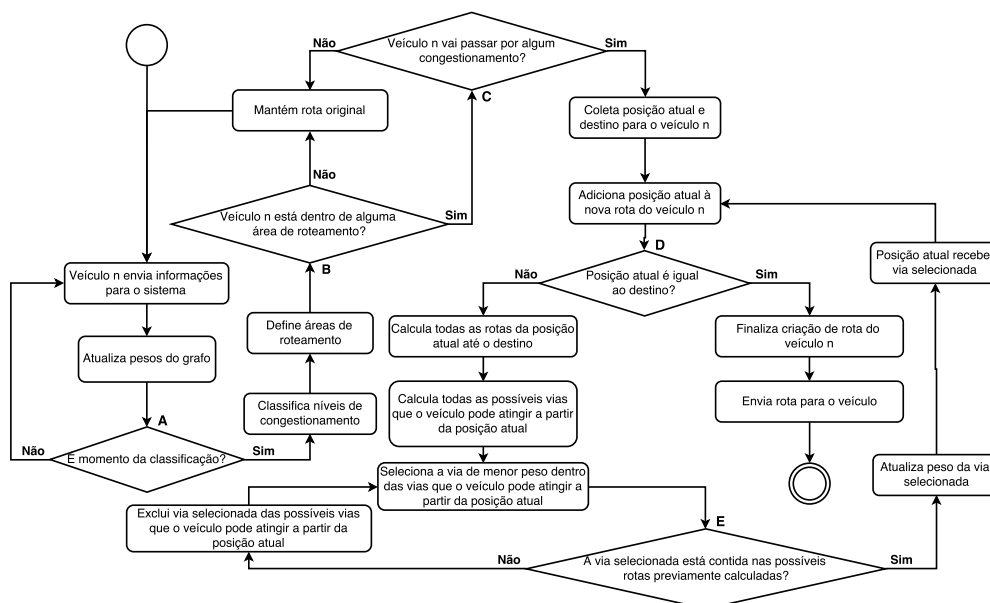 Não
Veículo n vai passar por algum
congestionamento?
Sim
C
Mantém rota original
Coleta posição atual e
destino para o veículo n
Não
Veículo n está dentro de alguma
área de roteamento?
Sim
B
Adiciona posição atual à
nova rota do veículo n
D
Posição atual recebe
via selecionada
Veículo n envia informações
para o sistema
Não
Posição atual é igual
ao destino?
Sim
Define áreas de
roteamento
Calcula todas as rotas da posição
atual até o destino
Finaliza criação de rota do
veículo n
Atualiza pesos do grafo
Classifica níveis de
congestionamento
Calcula todas as possíveis vias
que o veículo pode atingir a partir
da posição atual
Envia rota para o veículo
A
Não
É momento da classificação?
Sim
Seleciona a via de menor peso dentro
das vias que o veículo pode atingir a
partir da posição atual
Atualiza peso da via
selecionada
Exclui via selecionada das possíveis vias
que o veículo pode atingir a partir da
posição atual
E
Não
A via selecionada está contida nas possíveis
rotas previamente calculadas?
Sim